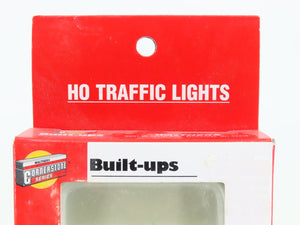 HO TRAFFIC LIGHTS
CORNERSTONE
SERIES
Built-ups